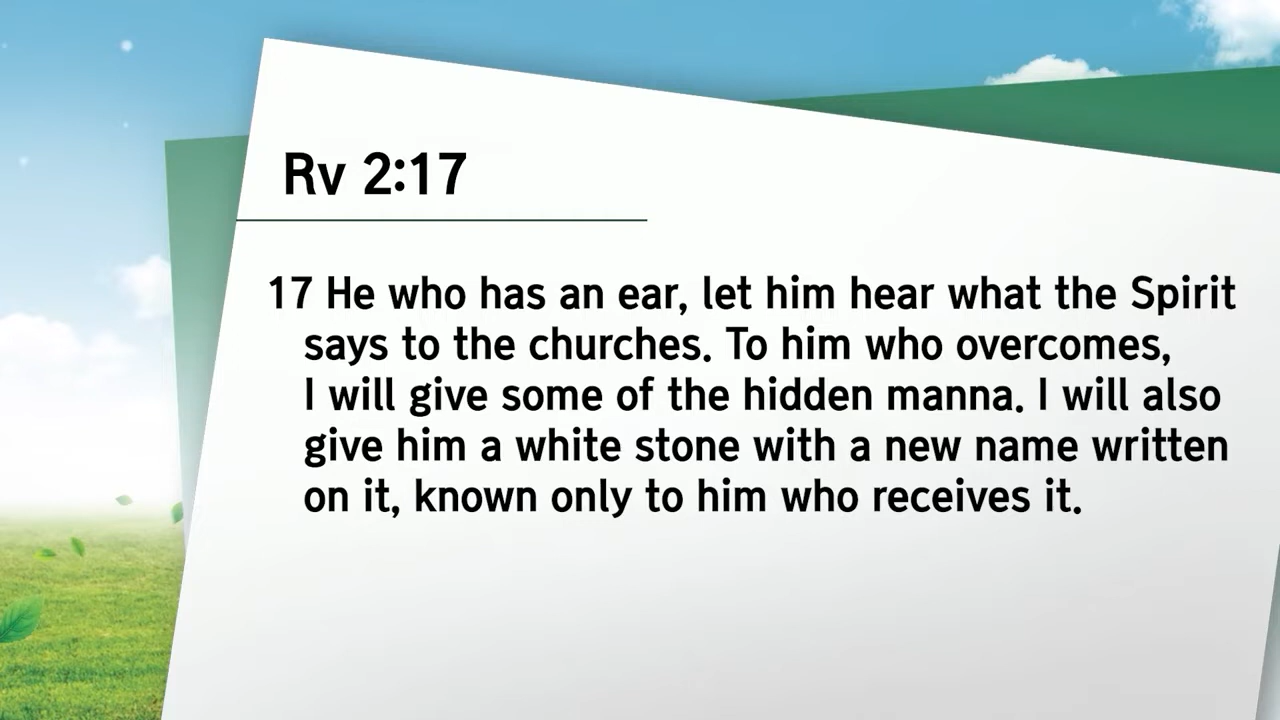 Rv 2:17
17 He who has an ear, let him hear what the Spirit
says to the churches. To him who overcomes,
I will give some of the hidden manna. I will also
give him a white stone with a new name written
on it, known only to him who receives it.